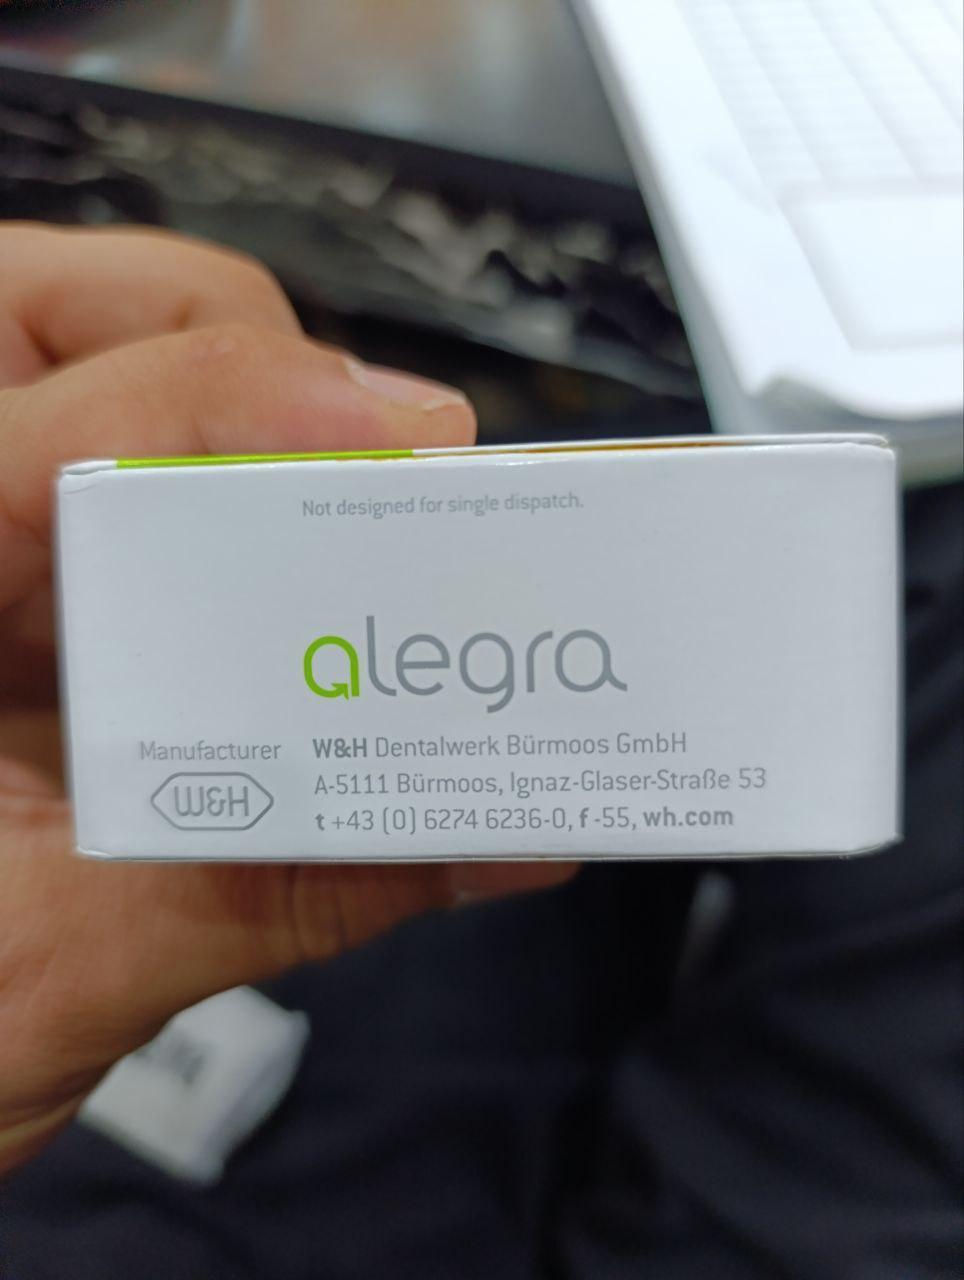 Not designed for single dispatch.
alegra
Manufacturer
W&H
W&H Dentalwerk Bürmoos GmbH
A-5111 Bürmoos, Ignaz-Glaser-Straße 53
t +43 (0) 6274 6236-0, f -55, wh.com